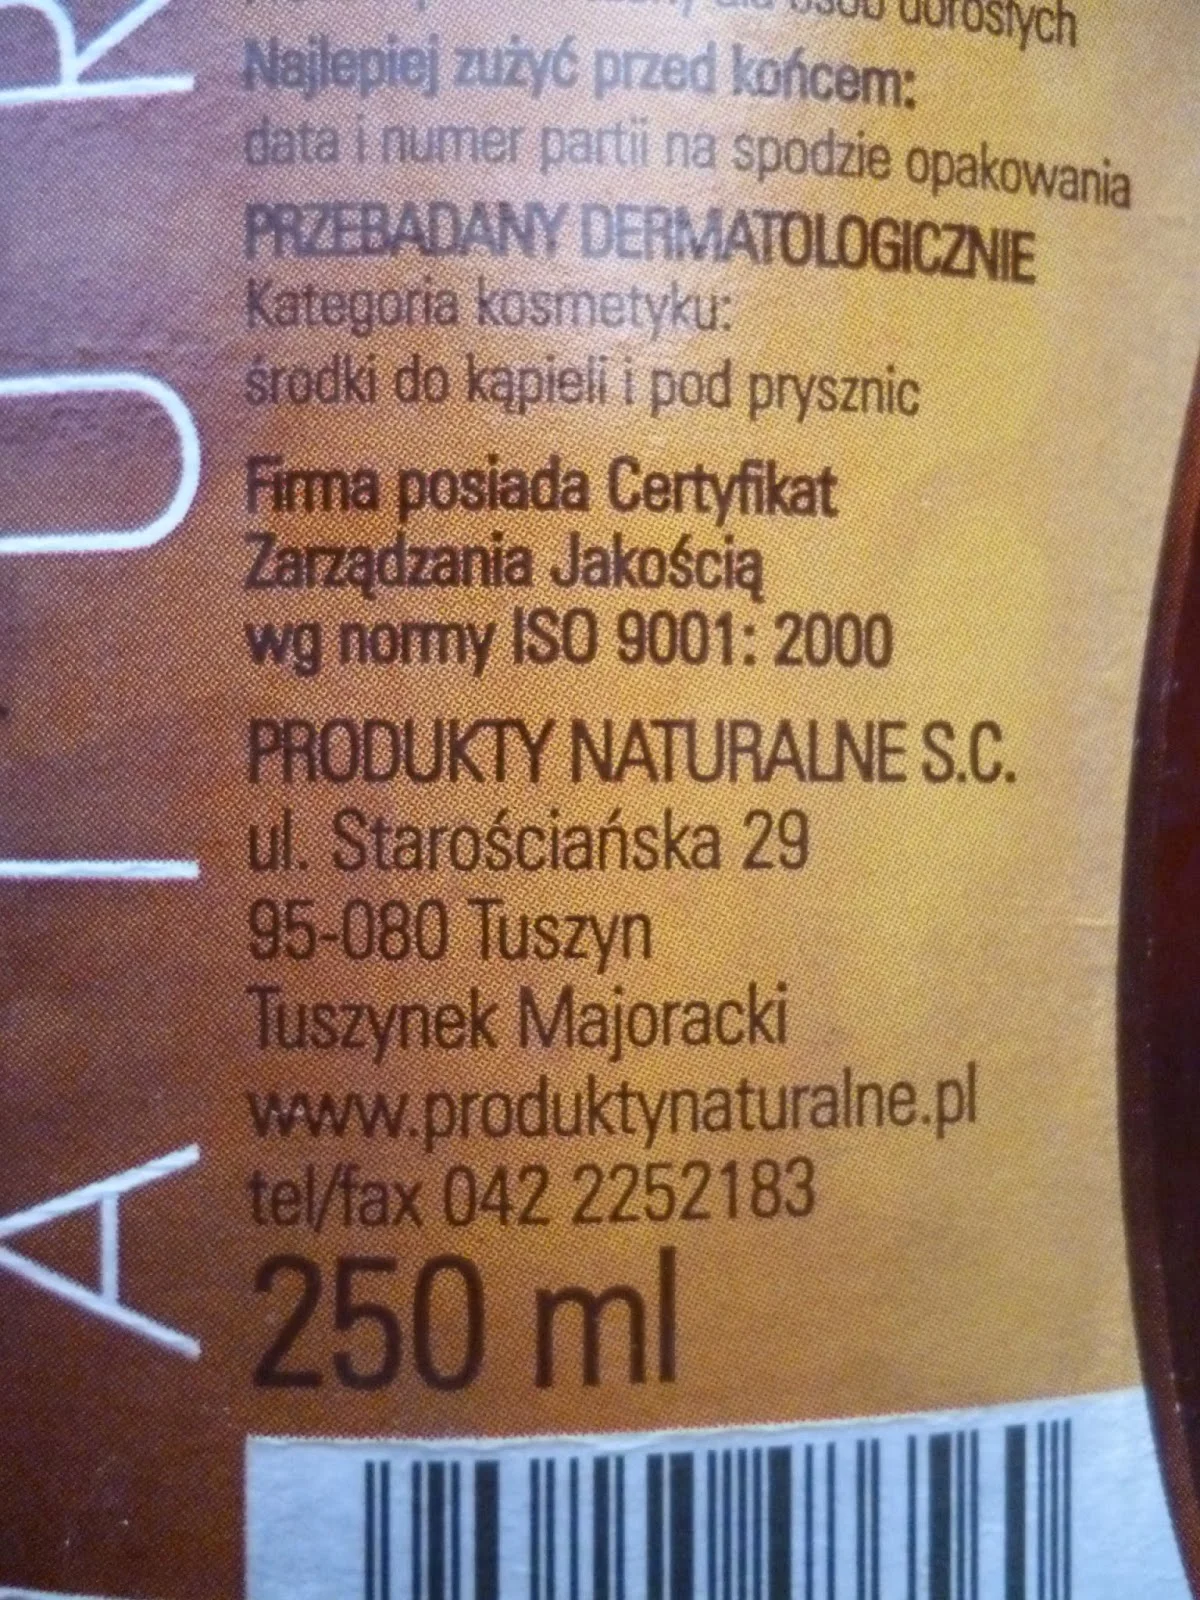 dorosłych
Najlepiej zużyć przed końcem:
data i numer partii na spodzie opakowania
PRZEBADANY DERMATOLOGICZNIE
Kategoria kosmetyku:
środki do kąpieli i pod prysznic
Firma posiada Certyfikat
Zarządzania Jakością
wg normy ISO 9001: 2000
PRODUKTY NATURALNE S.C.
ul. Starościańska 29
95-080 Tuszyn
Tuszynek Majoracki
www.produktynaturalne.pl
tel/fax 042 2252183
250 ml